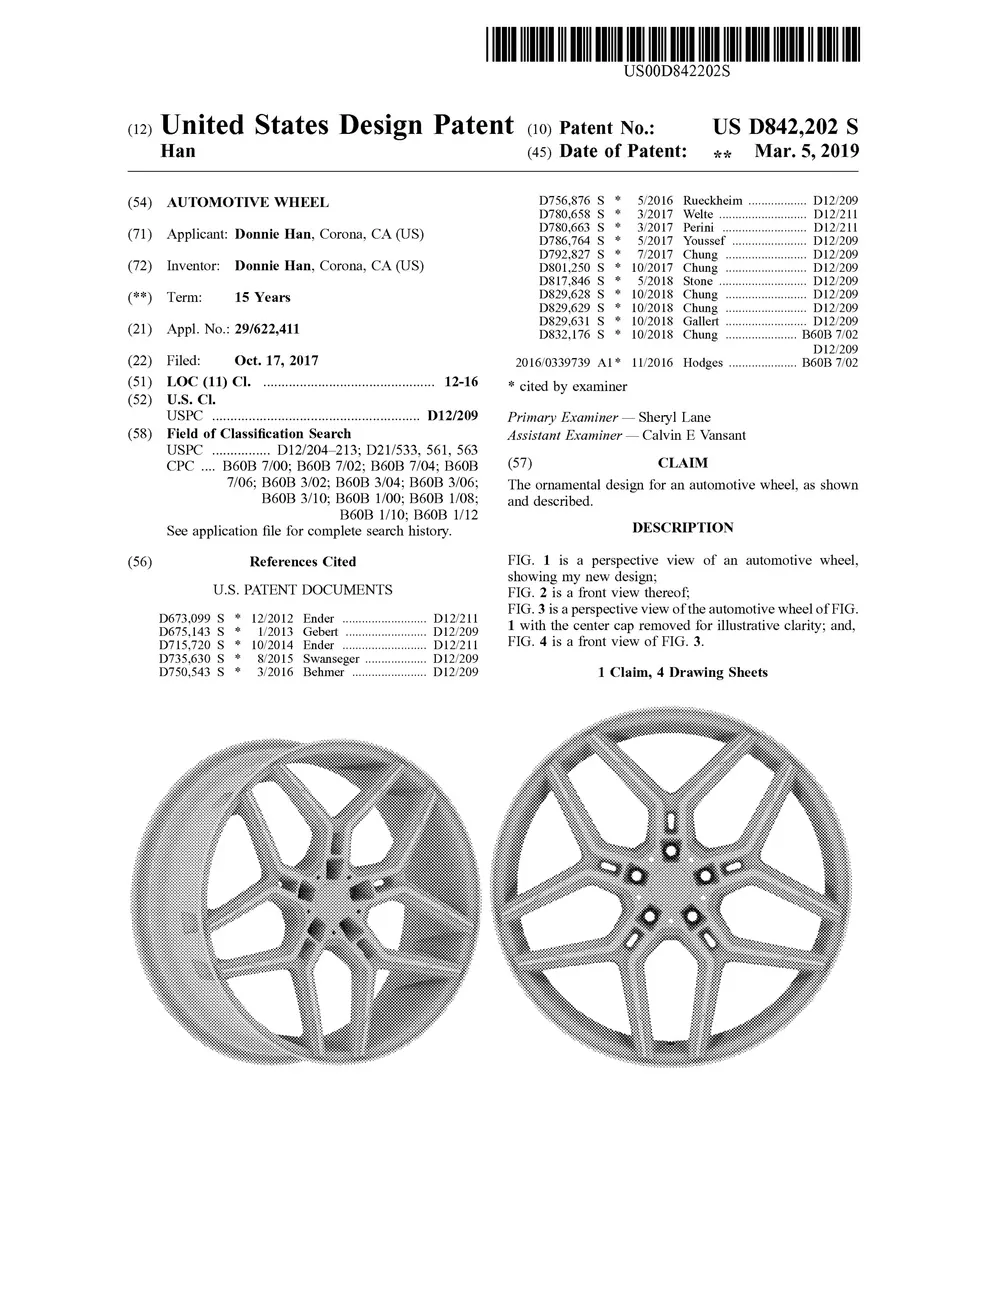 US00D842202S
(12) United States Design Patent
Han
(10) Patent No.: US D842,202 S
(45) Date of Patent: ** Mar. 5, 2019
(54) AUTOMOTIVE WHEEL
(71) Applicant: Donnie Han, Corona, CA (US)
(72) Inventor: Donnie Han, Corona, CA (US)
(**) Term: 15 Years
(21) Appl. No.: 29/622,411
(22) Filed: Oct. 17, 2017
(51) LOC (11) Cl. ............................................... 12-16
(52) U.S. Cl.
USPC ......................................................... D12/209
(58) Field of Classification Search
USPC ................ D12/204–213; D21/533, 561, 563
CPC .... B60B 7/00; B60B 7/02; B60B 7/04; B60B
7/06; B60B 3/02; B60B 3/04; B60B 3/06;
B60B 3/10; B60B 1/00; B60B 1/08;
B60B 1/10; B60B 1/12
See application file for complete search history.
(56) References Cited
U.S. PATENT DOCUMENTS
D673,099 S * 12/2012 Ender .......................... D12/211
D675,143 S * 1/2013 Gebert ......................... D12/209
D715,720 S * 10/2014 Ender .......................... D12/211
D735,630 S * 8/2015 Swanseger ................... D12/209
D750,543 S * 3/2016 Behmer ....................... D12/209
D756,876 S * 5/2016 Rueckheim .................. D12/209
D780,658 S * 3/2017 Welte ........................... D12/211
D780,663 S * 3/2017 Perini .......................... D12/211
D786,764 S * 5/2017 Youssef ....................... D12/209
D792,827 S * 7/2017 Chung ......................... D12/209
D801,250 S * 10/2017 Chung ......................... D12/209
D817,846 S * 5/2018 Stone ........................... D12/209
D829,628 S * 10/2018 Chung ......................... D12/209
D829,629 S * 10/2018 Chung ......................... D12/209
D829,631 S * 10/2018 Gallert ......................... D12/209
D832,176 S * 10/2018 Chung ...................... B60B 7/02
D12/209
2016/0339739 A1* 11/2016 Hodges ..................... B60B 7/02
* cited by examiner
Primary Examiner — Sheryl Lane
Assistant Examiner — Calvin E Vansant
(57) CLAIM
The ornamental design for an automotive wheel, as shown
and described.
DESCRIPTION
FIG. 1 is a perspective view of an automotive wheel,
showing my new design;
FIG. 2 is a front view thereof;
FIG. 3 is a perspective view of the automotive wheel of FIG.
1 with the center cap removed for illustrative clarity; and,
FIG. 4 is a front view of FIG. 3.
1 Claim, 4 Drawing Sheets